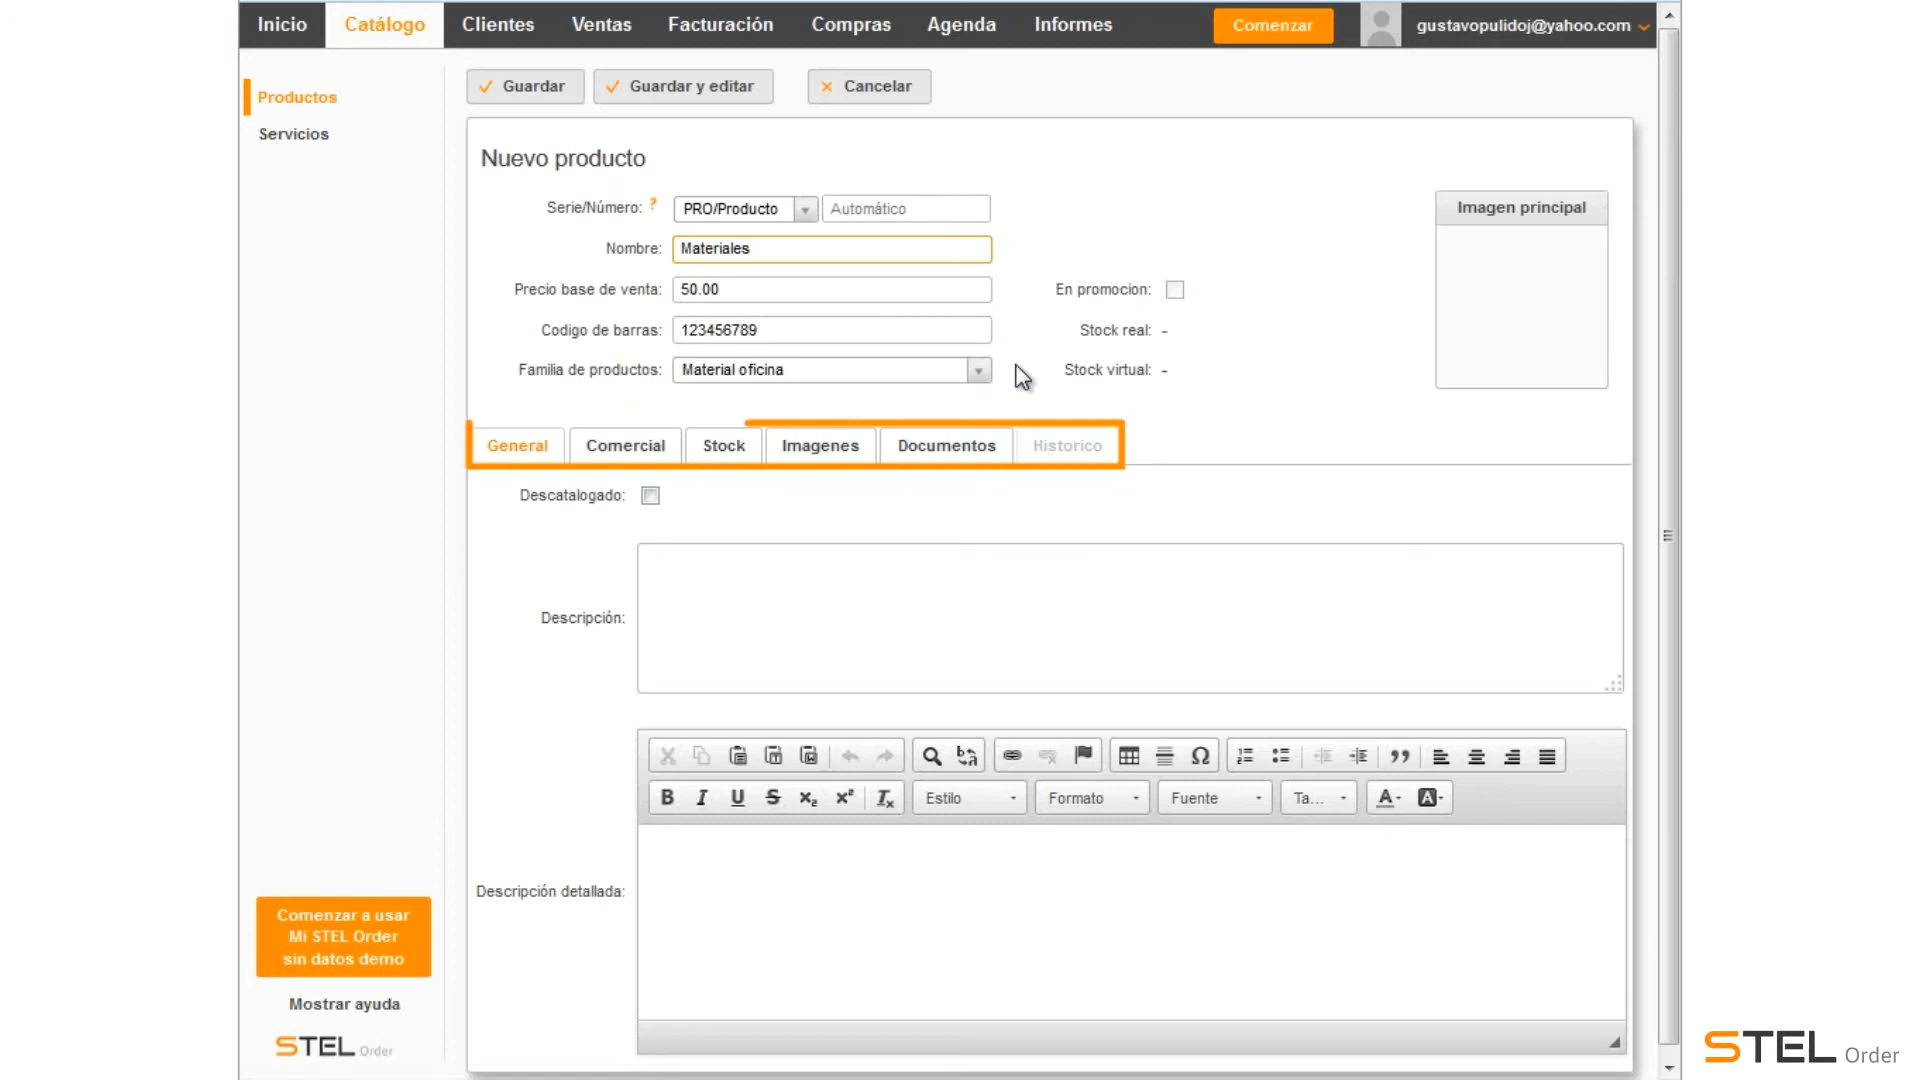 Inicio Catálogo Clientes Ventas Facturación Compras Agenda Informes Comenzar gustavopulidoj@yahoo.com
Productos
Servicios
Guardar Guardar y editar Cancelar
Nuevo producto
Serie/Número: ? PRO/Producto Automático
Imagen principal
Nombre: Materiales
Precio base de venta: 50.00 En promocion:
Codigo de barras: 123456789 Stock real: -
Familia de productos: Material oficina Stock virtual: -
General Comercial Stock Imagenes Documentos Historico
Descatalogado:
Descripción:
Estilo Formato Fuente Ta...
Descripción detallada:
Comenzar a usar
Mi STEL Order
sin datos demo
Mostrar ayuda
STEL Order
STEL Order